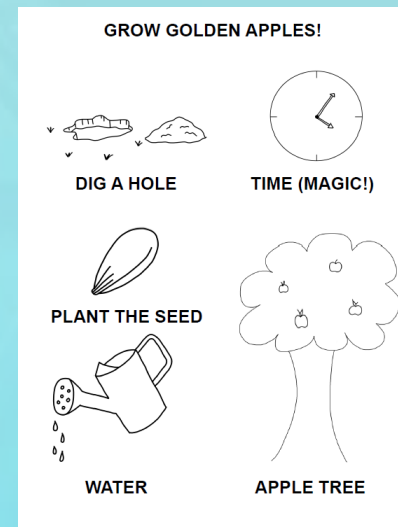 GROW GOLDEN APPLES!
DIG A HOLE
TIME (MAGIC!)
PLANT THE SEED
WATER
APPLE TREE